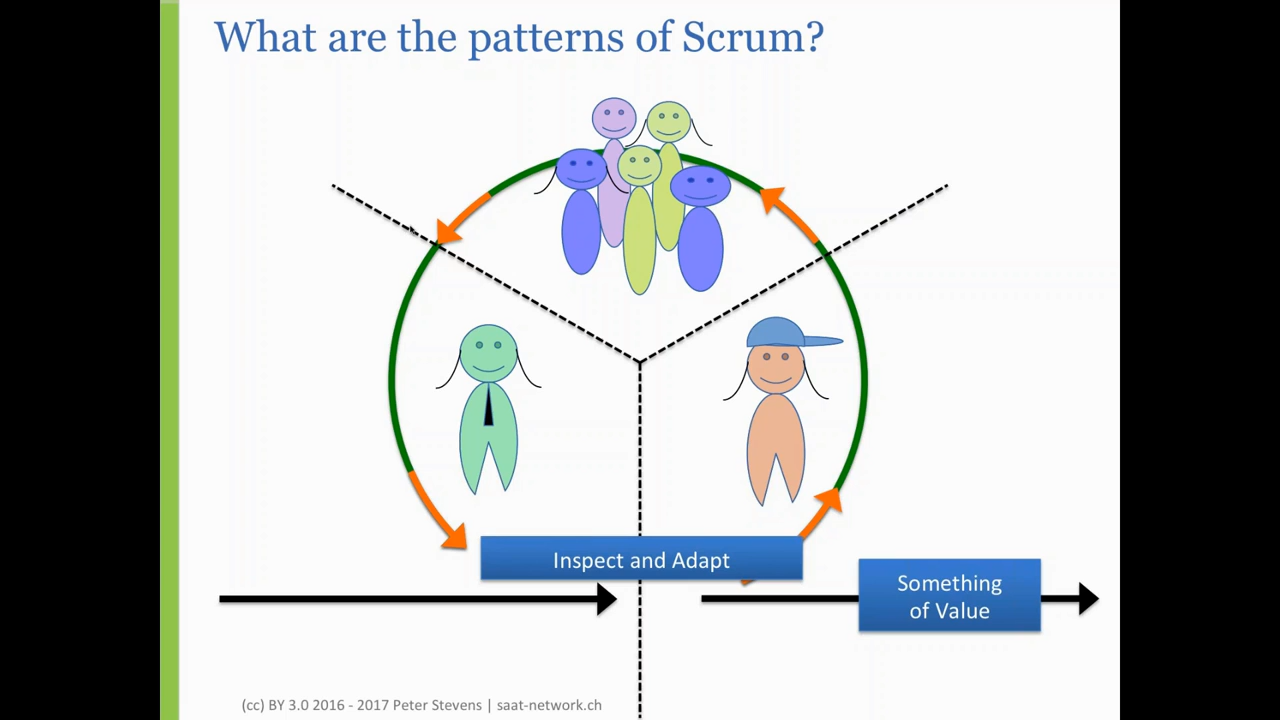 What are the patterns of Scrum?
Inspect and Adapt
Something
of Value
(cc) BY 3.0 2016 - 2017 Peter Stevens | saat-network.ch